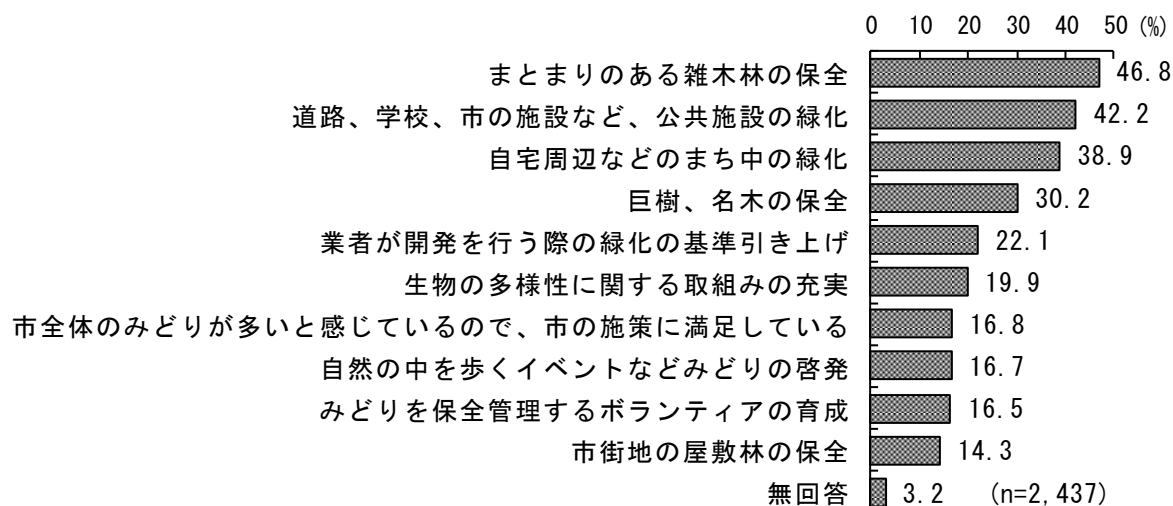 0 10 20 30 40 50 (%)
まとまりのある雑木林の保全 46.8
道路、学校、市の施設など、公共施設の緑化 42.2
自宅周辺などのまち中の緑化 38.9
巨樹、名木の保全 30.2
業者が開発を行う際の緑化の基準引き上げ 22.1
生物の多様性に関する取組みの充実 19.9
市全体のみどりが多いと感じているので、市の施策に満足している 16.8
自然の中を歩くイベントなどみどりの啓発 16.7
みどりを保全管理するボランティアの育成 16.5
市街地の屋敷林の保全 14.3
無回答 3.2 (n=2,437)